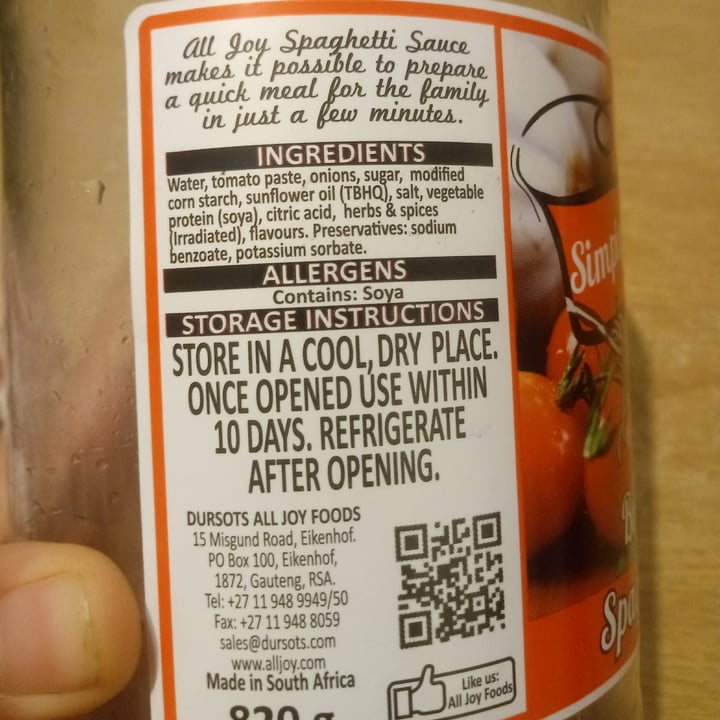 All Joy Spaghetti Sauce
makes it possible to prepare
a quick meal for the family
in just a few minutes.
INGREDIENTS
Water, tomato paste, onions, sugar, modified
corn starch, sunflower oil (TBHQ), salt, vegetable
protein (soya), citric acid, herbs & spices
(Irradiated), flavours. Preservatives: sodium
benzoate, potassium sorbate.
ALLERGENS
Contains: Soya
STORAGE INSTRUCTIONS
STORE IN A COOL, DRY PLACE.
ONCE OPENED USE WITHIN
10 DAYS. REFRIGERATE
AFTER OPENING.
DURSOTS ALL JOY FOODS
15 Misgund Road, Eikenhof.
PO Box 100, Eikenhof,
1872, Gauteng, RSA.
Tel: +27 11 948 9949/50
Fax: +27 11 948 8059
sales@dursots.com
www.alljoy.com
Made in South Africa
820 g
Like us:
All Joy Foods
Simp
Spa